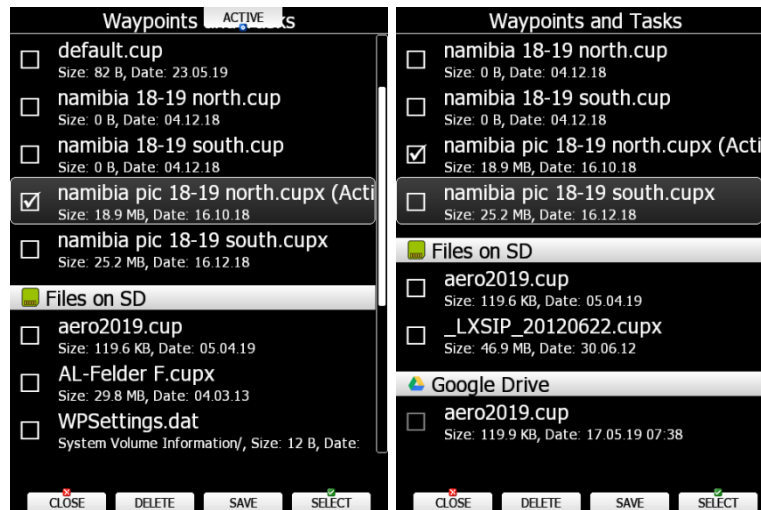 Waypoints and Tasks
ACTIVE
default.cup
Size: 82 B, Date: 23.05.19
namibia 18-19 north.cup
Size: 0 B, Date: 04.12.18
namibia 18-19 south.cup
Size: 0 B, Date: 04.12.18
namibia pic 18-19 north.cupx (Acti
Size: 18.9 MB, Date: 16.10.18
namibia pic 18-19 south.cupx
Size: 25.2 MB, Date: 16.12.18
Files on SD
aero2019.cup
Size: 119.6 KB, Date: 05.04.19
AL-Felder F.cupx
Size: 29.8 MB, Date: 04.03.13
WPSettings.dat
System Volume Information/, Size: 12 B, Date:
CLOSE DELETE SAVE SELECT
Waypoints and Tasks
namibia 18-19 north.cup
Size: 0 B, Date: 04.12.18
namibia 18-19 south.cup
Size: 0 B, Date: 04.12.18
namibia pic 18-19 north.cupx (Acti
Size: 18.9 MB, Date: 16.10.18
namibia pic 18-19 south.cupx
Size: 25.2 MB, Date: 16.12.18
Files on SD
aero2019.cup
Size: 119.6 KB, Date: 05.04.19
_LXSIP_20120622.cupx
Size: 46.9 MB, Date: 30.06.12
Google Drive
aero2019.cup
Size: 119.9 KB, Date: 17.05.19 07:38
CLOSE DELETE SAVE SELECT